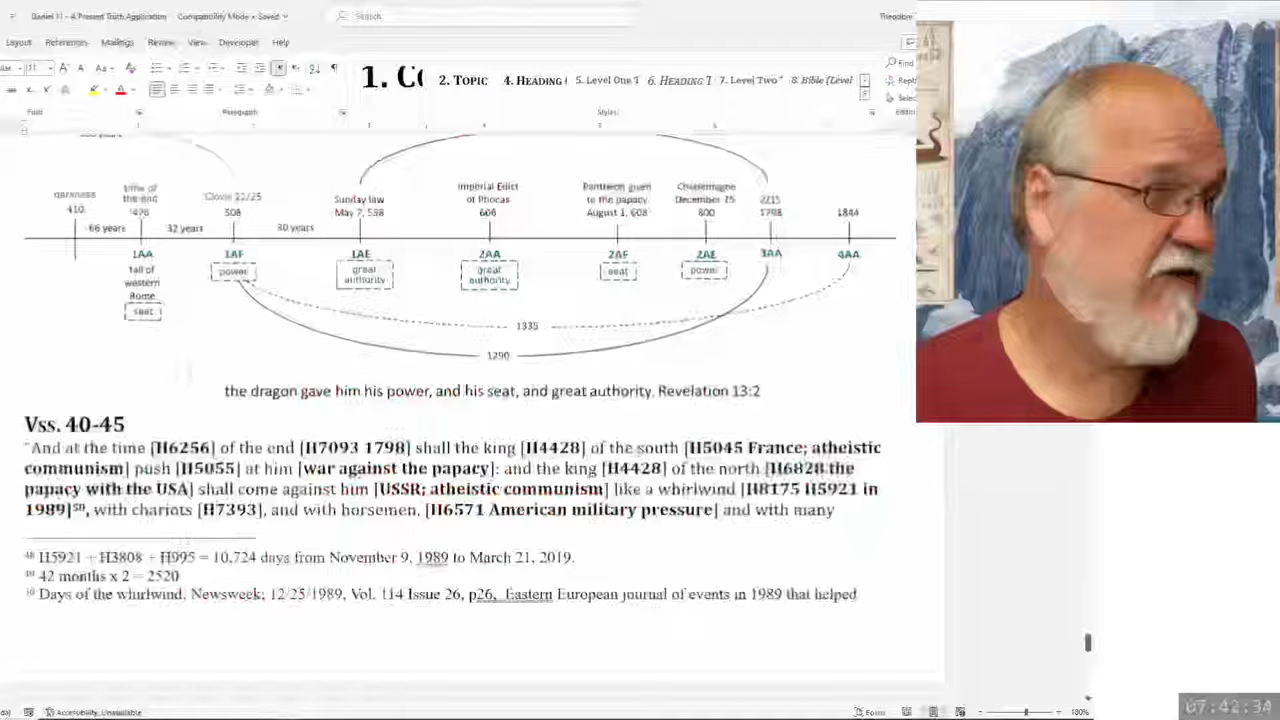 Daniel 11 - A Present Truth Application Compatibility Mode • Saved
Search
Theodore
Layout References Mailings Review View Developer Help
1. Co 2. Topic 4. Heading 5. Level One 6. Heading 7. Level Two 8. Bible (Level
Find
Font Paragraph Styles
darkness
410
time of
the end
476
Clovis 12/25
508
Sunday law
May 7, 538
Imperial Edict
of Phocas
606
Pantheon given
to the papacy
August 1, 608
Charlemagne
December 25
800
1798
1844
66 years 32 years 30 years
1AA 1AF 1AE 2AA 2AF 2AE 3AA 4AA
fall of
western
Rome
seat
power
great
authority
great
authority
seat
power
1335
1290
the dragon gave him his power, and his seat, and great authority. Revelation 13:2
Vss. 40-45
"And at the time [H6256] of the end [H7093 1798] shall the king [H4428] of the south [H5045 France; atheistic
communism] push [H5055] at him [war against the papacy]: and the king [H4428] of the north [H6828 the
papacy with the USA] shall come against him [USSR; atheistic communism] like a whirlwind [H8175 H5921 in
1989]⁵⁰, with chariots [H7393], and with horsemen, [H6571 American military pressure] and with many
⁴⁸ H5921 + H3808 + H995 = 10,724 days from November 9, 1989 to March 21, 2019.
⁴⁹ 42 months x 2 = 2520
⁵⁰ Days of the whirlwind. Newsweek; 12/25/1989, Vol. 114 Issue 26, p26, Eastern European journal of events in 1989 that helped
Accessibility: Unavailable
Focus
180%
07:42:34